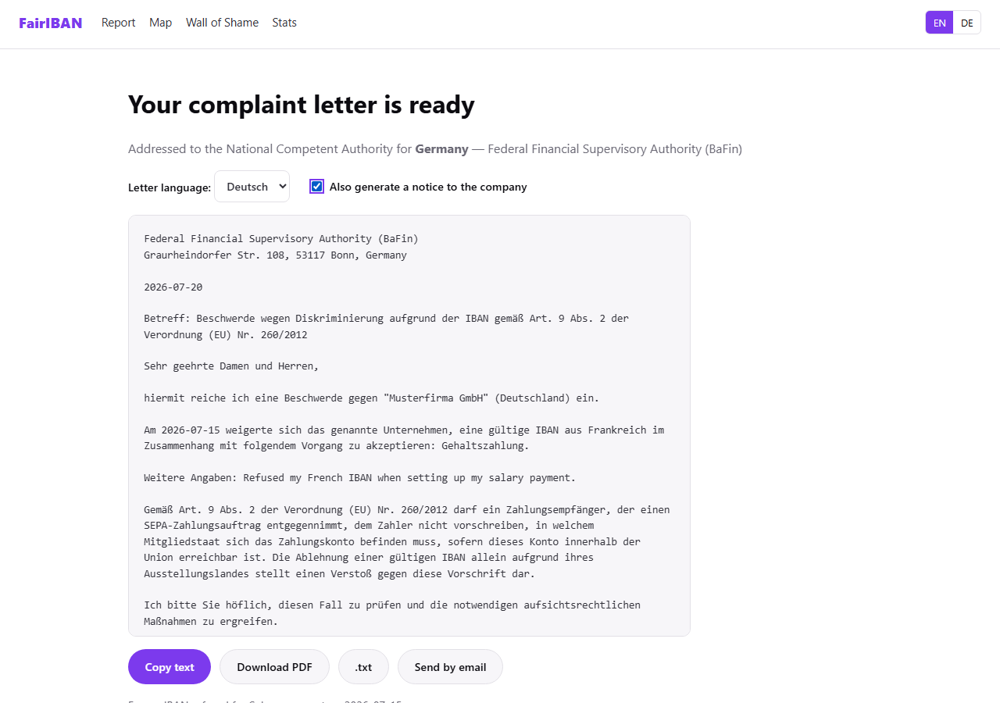 FairIBAN Report Map Wall of Shame Stats EN DE
Your complaint letter is ready
Addressed to the National Competent Authority for Germany — Federal Financial Supervisory Authority (BaFin)
Letter language: Deutsch Also generate a notice to the company
Federal Financial Supervisory Authority (BaFin)
Graurheindorfer Str. 108, 53117 Bonn, Germany
2026-07-20
Betreff: Beschwerde wegen Diskriminierung aufgrund der IBAN gemäß Art. 9 Abs. 2 der
Verordnung (EU) Nr. 260/2012
Sehr geehrte Damen und Herren,
hiermit reiche ich eine Beschwerde gegen "Musterfirma GmbH" (Deutschland) ein.
Am 2026-07-15 weigerte sich das genannte Unternehmen, eine gültige IBAN aus Frankreich im
Zusammenhang mit folgendem Vorgang zu akzeptieren: Gehaltszahlung.
Weitere Angaben: Refused my French IBAN when setting up my salary payment.
Gemäß Art. 9 Abs. 2 der Verordnung (EU) Nr. 260/2012 darf ein Zahlungsempfänger, der einen
SEPA-Zahlungsauftrag entgegennimmt, dem Zahler nicht vorschreiben, in welchem
Mitgliedstaat sich das Zahlungskonto befinden muss, sofern dieses Konto innerhalb der
Union erreichbar ist. Die Ablehnung einer gültigen IBAN allein aufgrund ihres
Ausstellungslandes stellt einen Verstoß gegen diese Vorschrift dar.
Ich bitte Sie höflich, diesen Fall zu prüfen und die notwendigen aufsichtsrechtlichen
Maßnahmen zu ergreifen.
Copy text Download PDF .txt Send by email